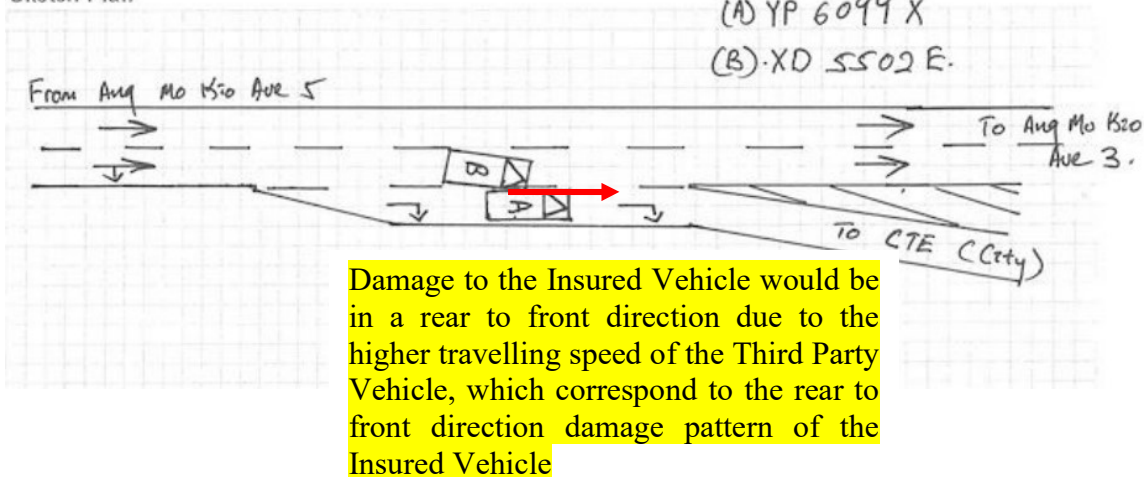 (A) YP 6099 X
(B). XD 5502 E.
From Ang Mo Kio Ave 5
To Ang Mo Kio
Ave 3.
B
A
To CTE (City)
Damage to the Insured Vehicle would be
in a rear to front direction due to the
higher travelling speed of the Third Party
Vehicle, which correspond to the rear to
front direction damage pattern of the
Insured Vehicle